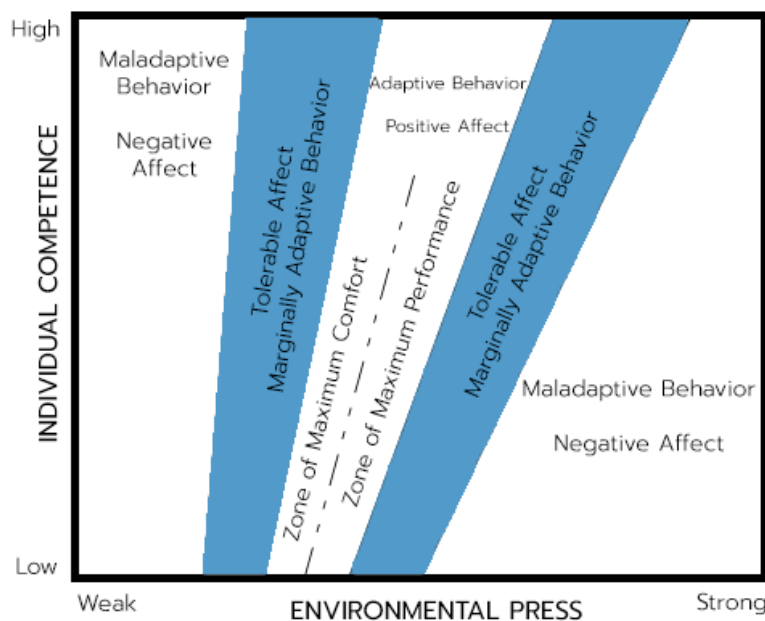 High
Maladaptive
Behavior
Negative
Affect
Adaptive Behavior
Positive Affect
Tolerable Affect
Marginally Adaptive Behavior
Zone of Maximum Comfort
Zone of Maximum Performance
Tolerable Affect
Marginally Adaptive Behavior
Maladaptive Behavior
Negative Affect
INDIVIDUAL COMPETENCE
Low
Weak
ENVIRONMENTAL PRESS
Strong